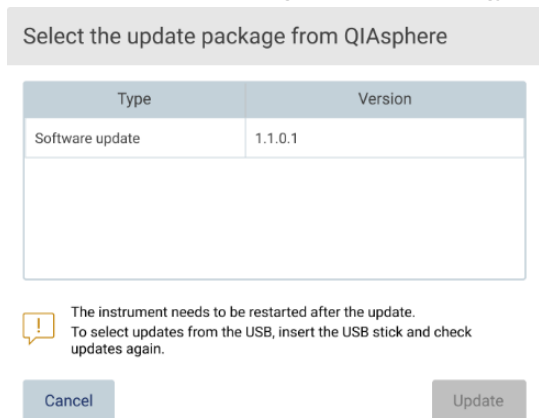 Select the update package from QIAsphere
Type Version
Software update 1.1.0.1
The instrument needs to be restarted after the update.
To select updates from the USB, insert the USB stick and check
updates again.
Cancel Update